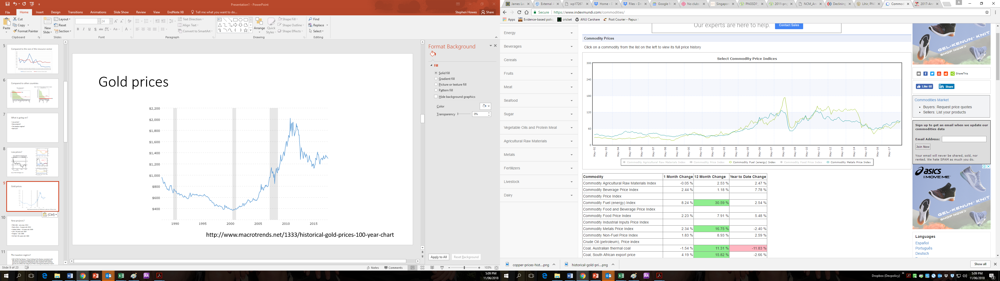 Presentation1 - PowerPoint
File Home Insert Design Transitions Animations Slide Show Review View EndNote X8 Tell me what you want to do... Stephen Howes Share
Cut
Copy
Format Painter
Paste
Clipboard
New Slide
Layout
Reset
Section
Slides
24
Font
Text Direction
Align Text
Convert to SmartArt
Paragraph
Arrange
Quick Styles
Shape Fill
Shape Outline
Shape Effects
Drawing
Find
Replace
Select
Editing
5
Compared to the size of the resource sector
6
Compared to other countries
7
What is going on?
Low prices?
New projects?
The taxation regime?
Bad luck?
8
Low prices?
9
Gold prices
(Ctrl)
10
New projects?
11
The taxation regime?
Gold prices
$2,200
$2,000
$1,800
$1,600
$1,400
$1,200
$1,000
$800
$600
$400
1990 1995 2000 2005 2010 2015
http://www.macrotrends.net/1333/historical-gold-prices-100-year-chart
Format Background
Fill
Solid fill
Gradient fill
Picture or texture fill
Pattern fill
Hide background graphics
Color
Transparency 0%
Apply to All Reset Background
Slide 9 of 23
Notes Comments 103%
5:09 PM
11/06/2018
James La External A wp17267. Home - D Files - Dr Google N No clubs Singapor PNGSDP_ 2011-png NCM_An Declining Lihir, PNG Commod 2017-Ann
Secure https://www.indexmundi.com/commodities/
Apps Evidence-based polic cricket ANU Carshare Post Courier - Papua
Energy
Beverages
Cereals
Fruits
Meat
Seafood
Sugar
Vegetable Oils and Protein Meal
Agricultural Raw Materials
Metals
Fertilizers
Livestock
Dairy
Our experts are here to help. Contact Sales
Commodity Prices
Click on a commodity from the list on the left to view its full price history
Select Commodity Price Indices
300
240
180
120
60
0
May-92 May-93 May-94 May-95 May-96 May-97 May-98 May-99 May-00 May-01 May-02 May-03 May-04 May-05 May-06 May-07 May-08 May-09 May-10 May-11 May-12 May-13 May-14 May-15 May-16 May-17
Commodity Agricultural Raw Materials Index Commodity Price Index Commodity Fuel (energy) Index Commodity Food Price Index Commodity Metals Price Index
Commodity 1 Month Change 12 Month Change Year to Date Change
Commodity Agricultural Raw Materials Index -0.05 % 2.53 % 2.47 %
Commodity Beverage Price Index 2.44 % 1.18 % 7.78 %
Commodity Price Index
Commodity Fuel (energy) Index 8.24 % 30.59 % 2.54 %
Commodity Food and Beverage Price Index
Commodity Food Price Index 2.23 % 7.91 % 5.48 %
Commodity Industrial Inputs Price Index
Commodity Metals Price Index 2.34 % 16.75 % -2.40 %
Commodity Non-Fuel Price Index 1.83 % 8.93 % 2.59 %
Crude Oil (petroleum), Price index
Coal, Australian thermal coal -1.54 % 11.31 % -11.83 %
Coal, South African export price 4.19 % 15.82 % -2.66 %
GEL-KENUN™ KNIT
SHOP NOW>
ShareThis
Like 68
in Share
Commodities Market
Buyers: Request price quotes
Sellers: List your products
Sign up to get an email when we update our
commodities data
Email Address:
Join Now
Your email will never be shared, sold, nor
rented. We hate SPAM as much you do.
asics
I MOVE ME™
GEL-KENUN™ KNIT
SHOP NOW>
Languages
Español
Português
Deutsch
copper-prices-hist....png historical-gold-pri....png Show all
Dropbox (Devpolicy)
5:09 PM
11/06/2018